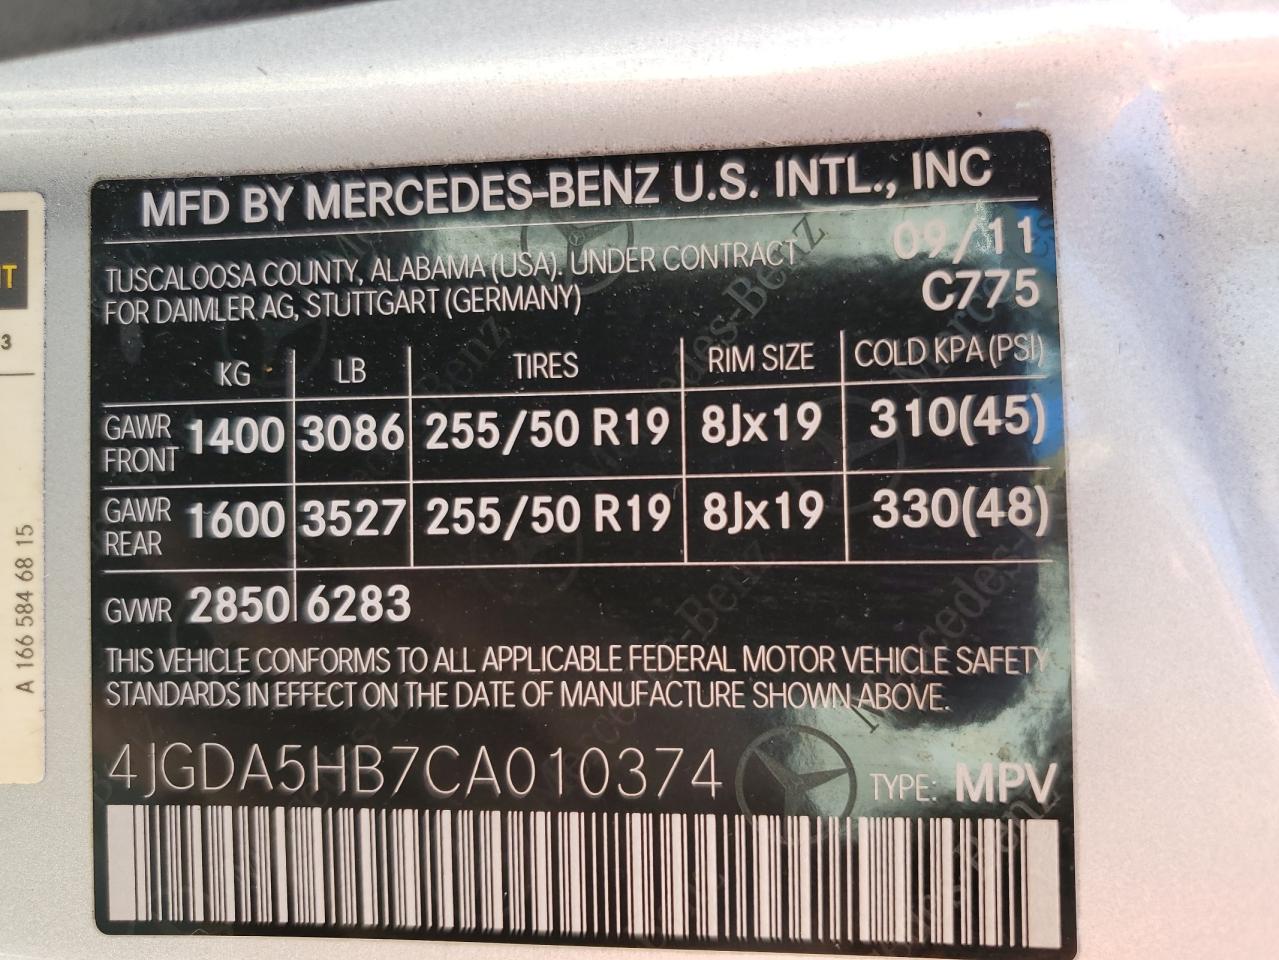 MFD BY MERCEDES-BENZ U.S. INTL., INC
09/11
TUSCALOOSA COUNTY, ALABAMA (USA). UNDER CONTRACT
FOR DAIMLER AG, STUTTGART (GERMANY)
C775
KG LB TIRES RIM SIZE COLD KPA (PSI)
GAWR FRONT 1400 3086 255/50 R19 8Jx19 310(45)
GAWR REAR 1600 3527 255/50 R19 8Jx19 330(48)
GVWR 2850 6283
THIS VEHICLE CONFORMS TO ALL APPLICABLE FEDERAL MOTOR VEHICLE SAFETY
STANDARDS IN EFFECT ON THE DATE OF MANUFACTURE SHOWN ABOVE.
4JGDA5HB7CA010374
TYPE: MPV
A 166 584 68 15
3